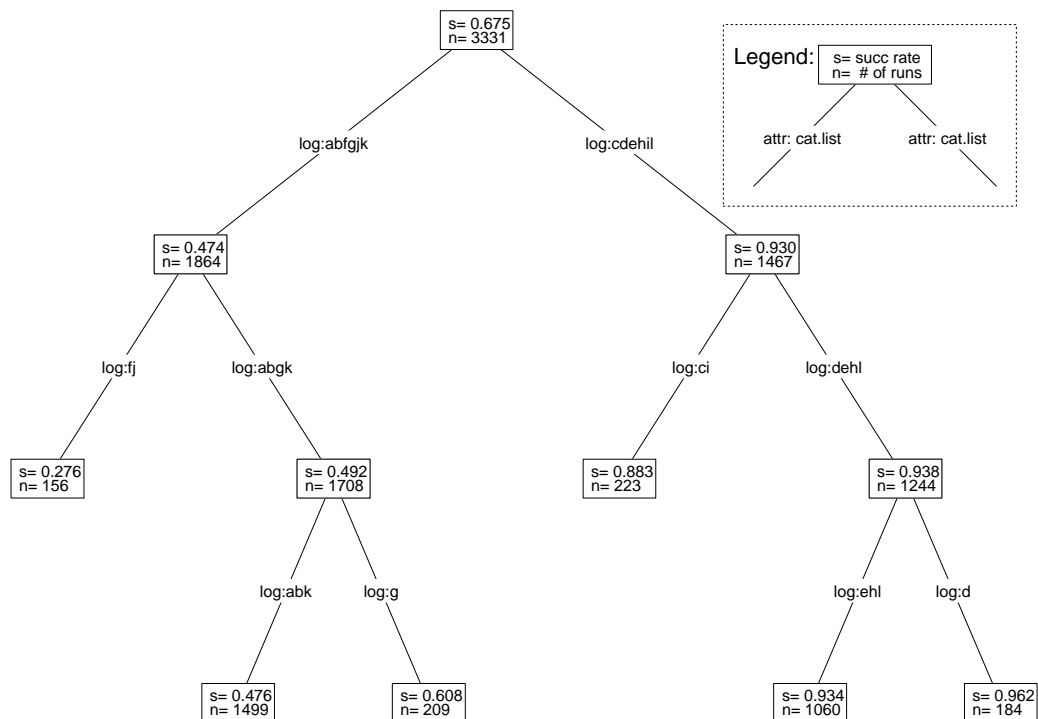 s= 0.675
n= 3331
Legend:
s= succ rate
n= # of runs
attr: cat.list
attr: cat.list
log:abfgjk
log:cdehil
s= 0.474
n= 1864
s= 0.930
n= 1467
log:fj
log:abgk
log:ci
log:dehl
s= 0.276
n= 156
s= 0.492
n= 1708
s= 0.883
n= 223
s= 0.938
n= 1244
log:abk
log:g
log:ehl
log:d
s= 0.476
n= 1499
s= 0.608
n= 209
s= 0.934
n= 1060
s= 0.962
n= 184